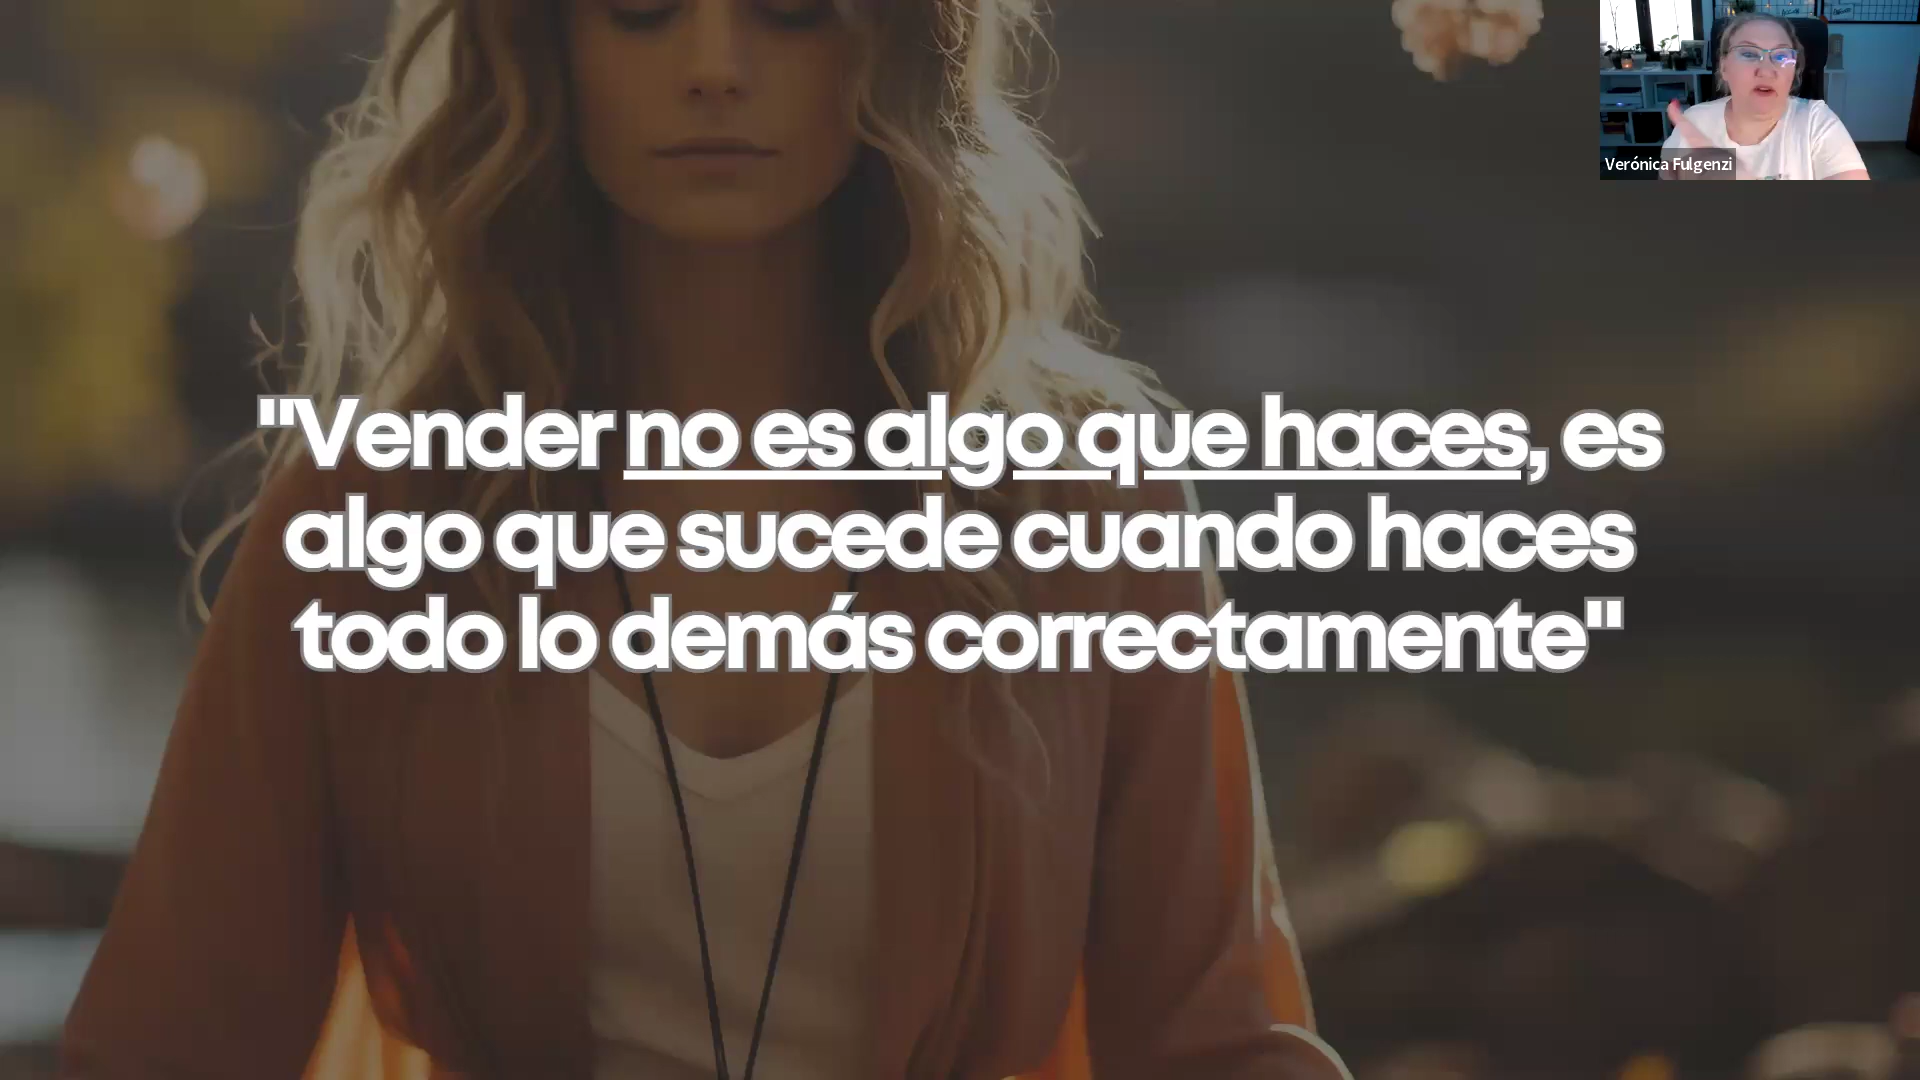 Verónica Fulgenzi
"Vender no es algo que haces, es
algo que sucede cuando haces
todo lo demás correctamente"